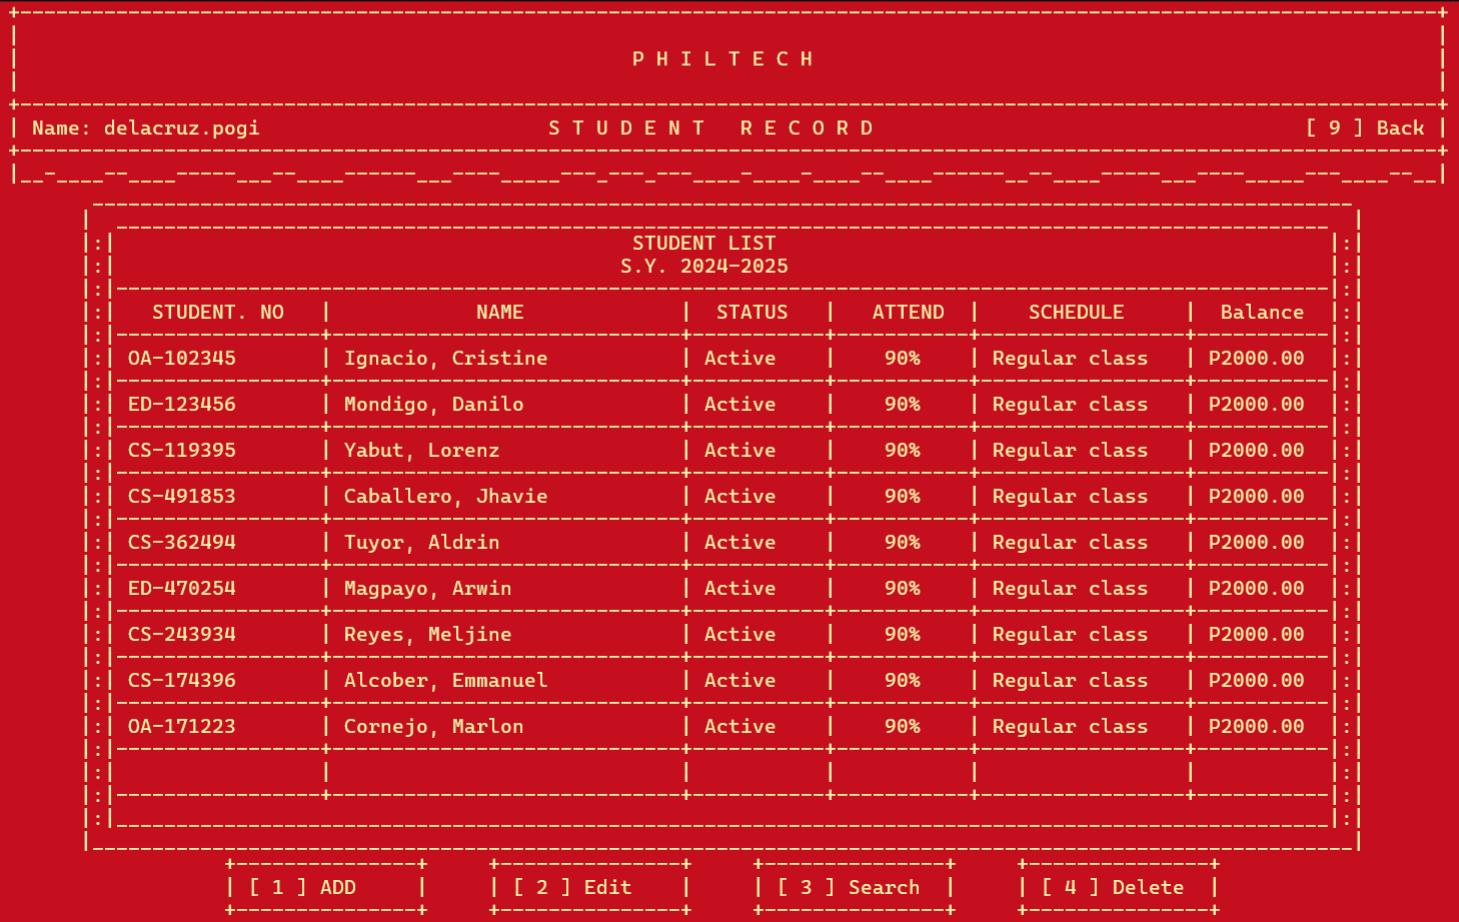 P H I L T E C H
Name: delacruz.pogi S T U D E N T   R E C O R D [ 9 ] Back
STUDENT LIST
S.Y. 2024-2025
STUDENT. NO | NAME | STATUS | ATTEND | SCHEDULE | Balance
OA-102345 | Ignacio, Cristine | Active | 90% | Regular class | P2000.00
ED-123456 | Mondigo, Danilo | Active | 90% | Regular class | P2000.00
CS-119395 | Yabut, Lorenz | Active | 90% | Regular class | P2000.00
CS-491853 | Caballero, Jhavie | Active | 90% | Regular class | P2000.00
CS-362494 | Tuyor, Aldrin | Active | 90% | Regular class | P2000.00
ED-470254 | Magpayo, Arwin | Active | 90% | Regular class | P2000.00
CS-243934 | Reyes, Meljine | Active | 90% | Regular class | P2000.00
CS-174396 | Alcober, Emmanuel | Active | 90% | Regular class | P2000.00
OA-171223 | Cornejo, Marlon | Active | 90% | Regular class | P2000.00
[ 1 ] ADD [ 2 ] Edit [ 3 ] Search [ 4 ] Delete